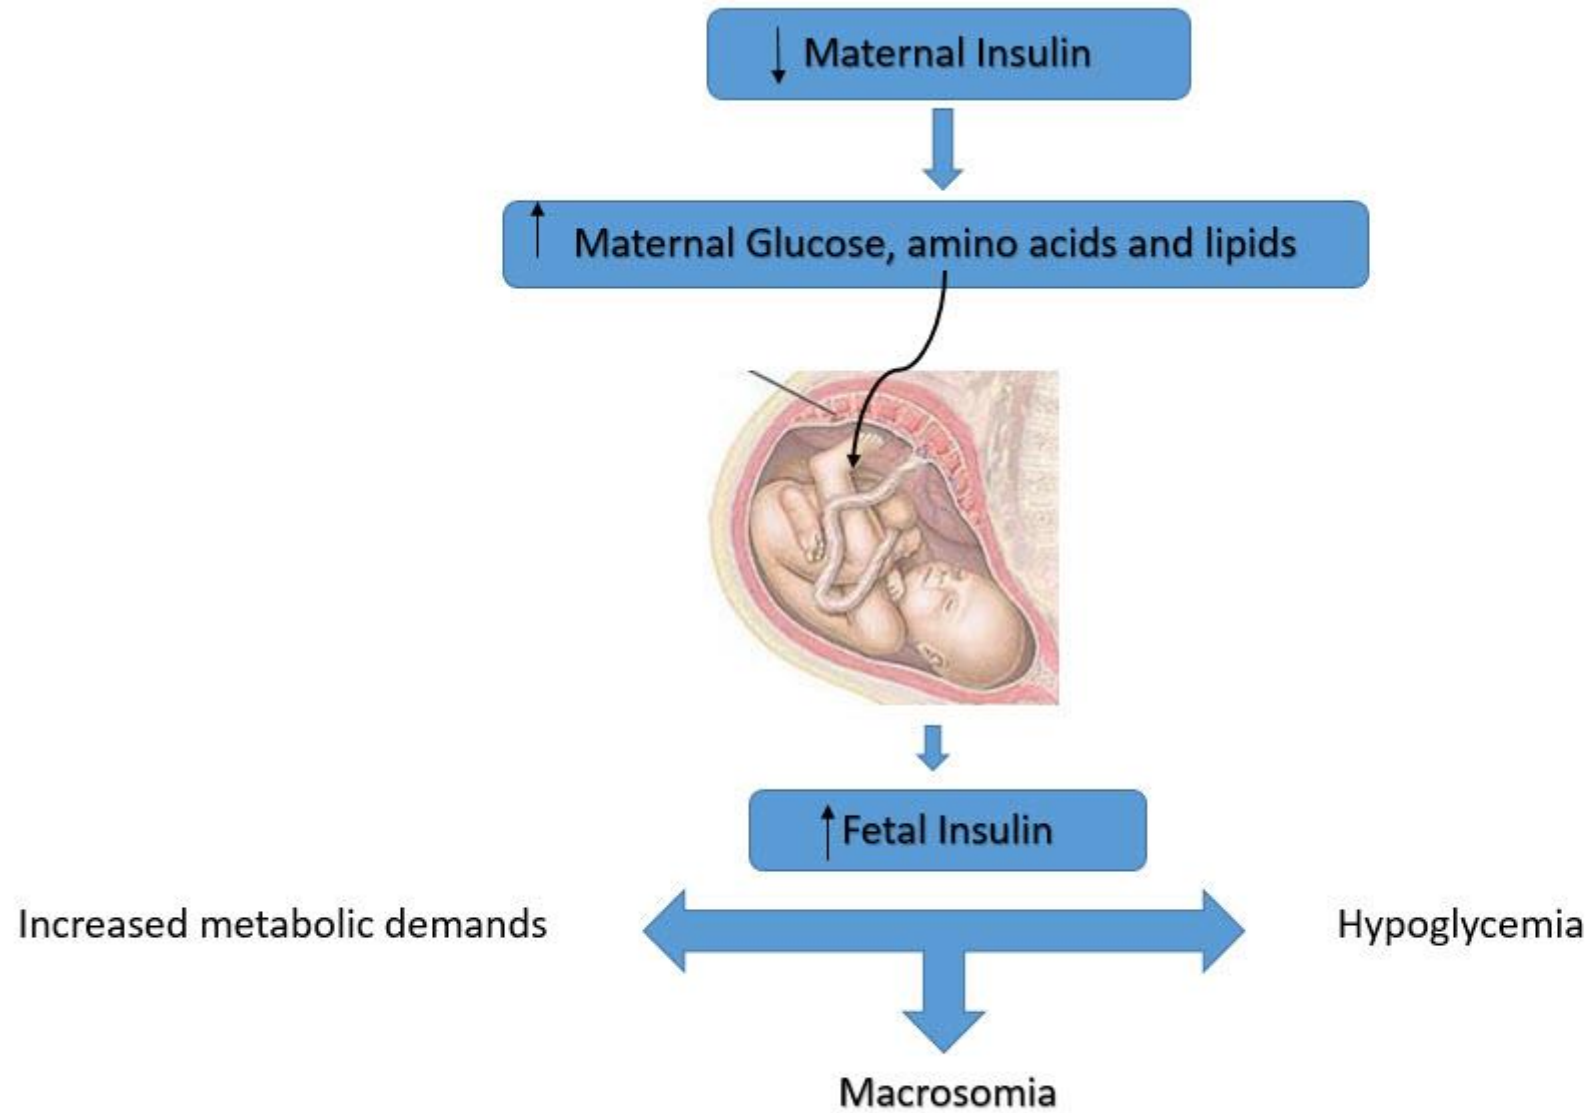 ↓ Maternal Insulin
↑ Maternal Glucose, amino acids and lipids
↑ Fetal Insulin
Increased metabolic demands
Hypoglycemia
Macrosomia